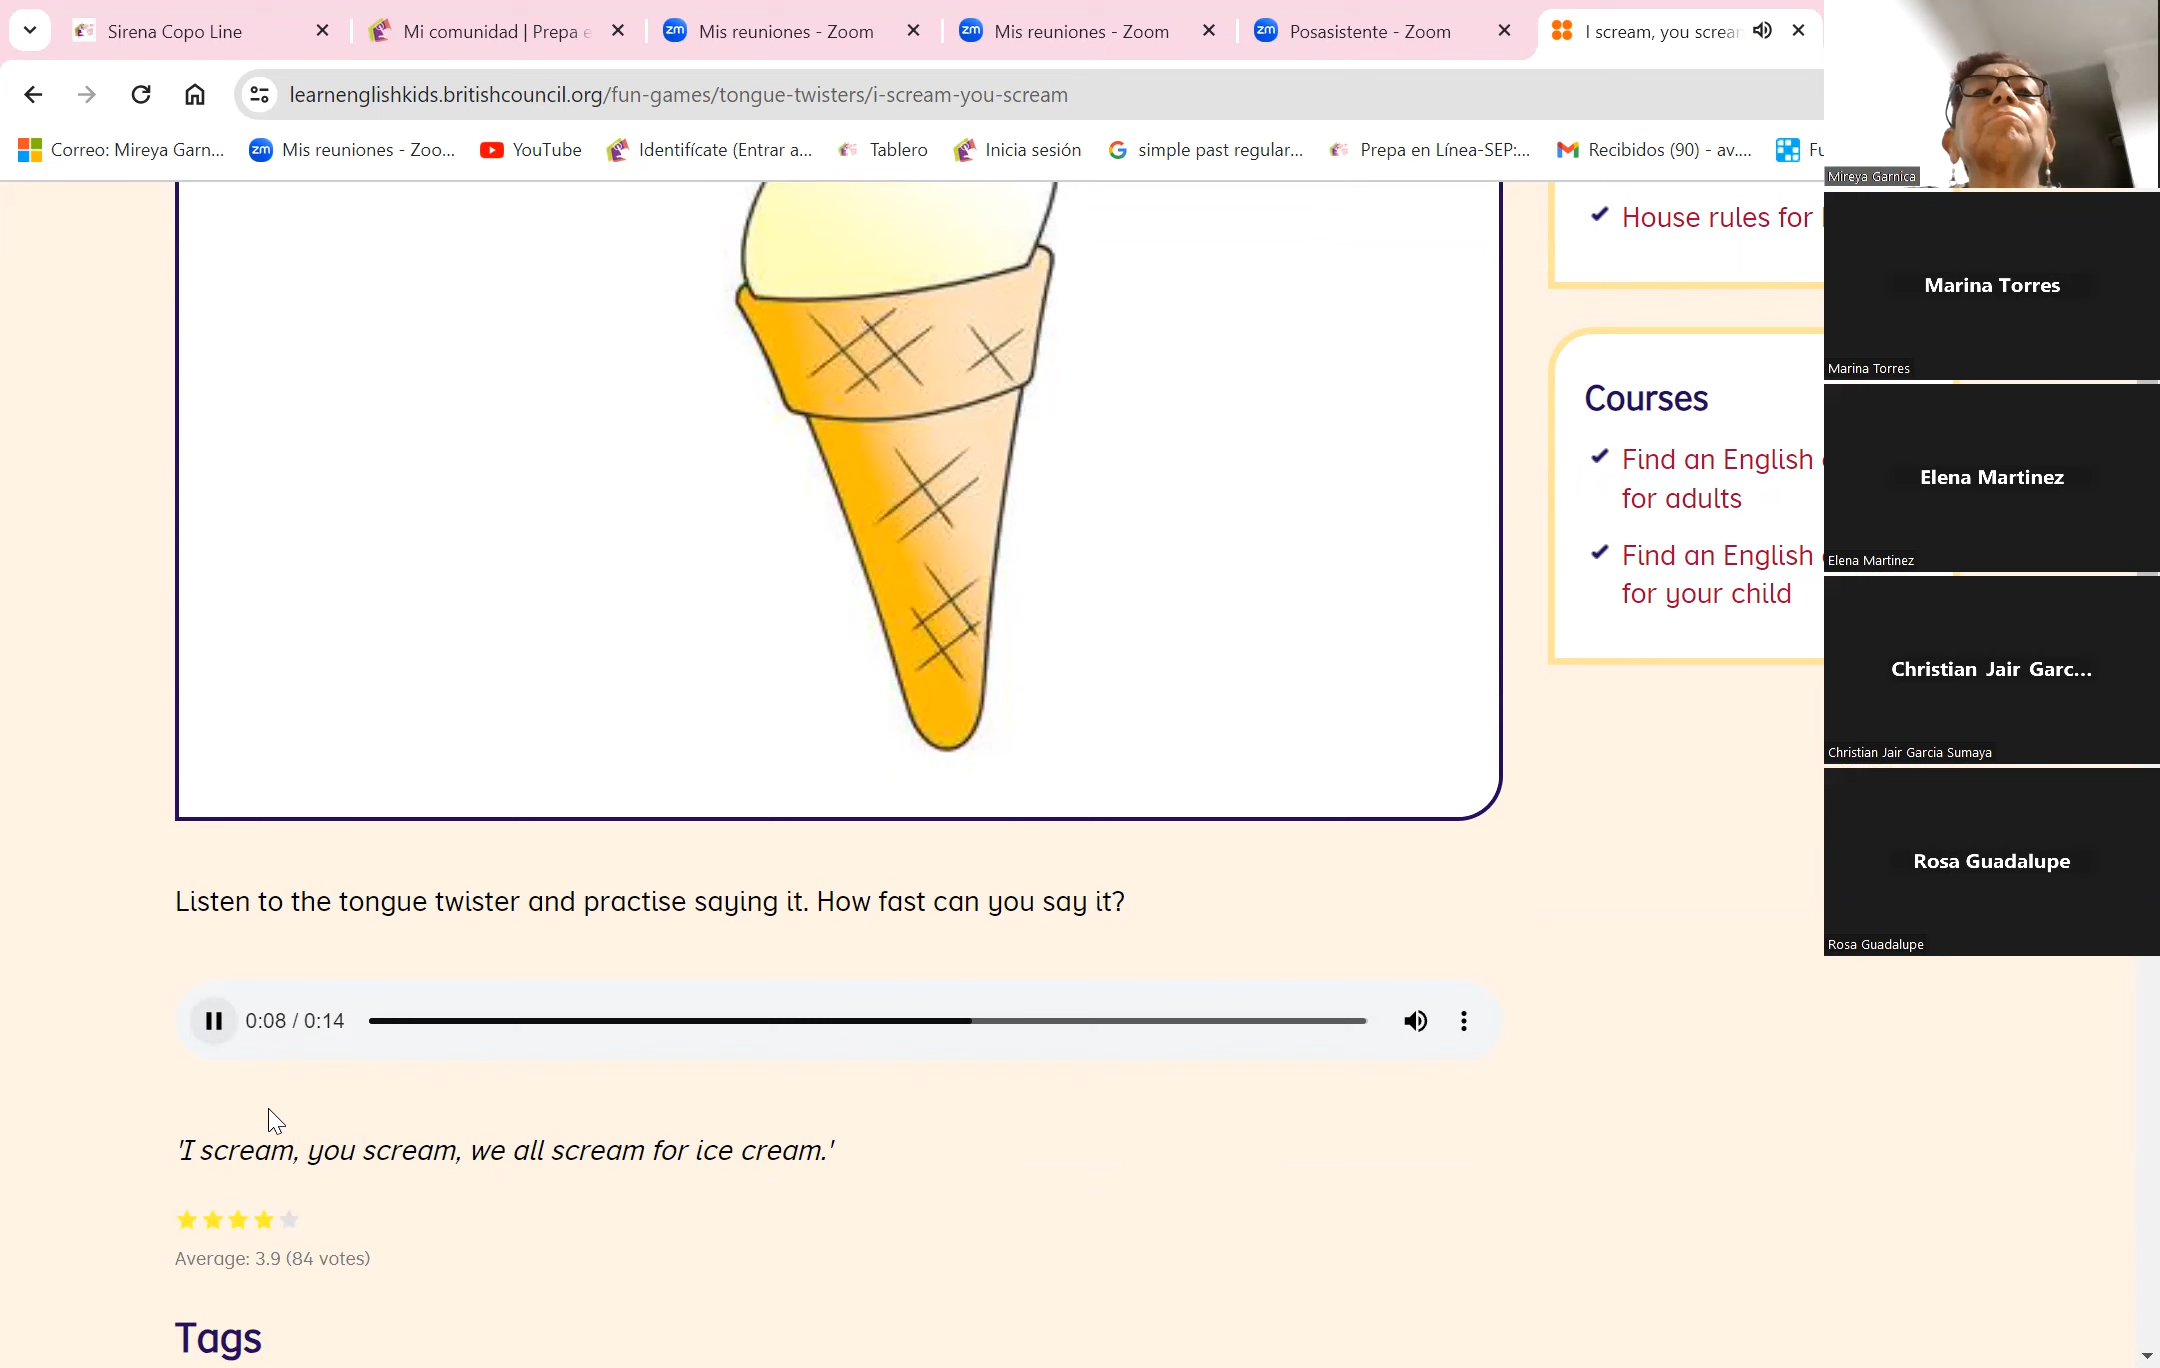 Sirena Copo Line
Mi comunidad | Prepa e
zm Mis reuniones - Zoom
zm Mis reuniones - Zoom
zm Posasistente - Zoom
I scream, you screar
learnenglishkids.britishcouncil.org/fun-games/tongue-twisters/i-scream-you-scream
Correo: Mireya Garn...
zm Mis reuniones - Zoo...
YouTube
Identifícate (Entrar a...
Tablero
Inicia sesión
simple past regular...
Prepa en Línea-SEP:...
Recibidos (90) - av....
Fu
Mireya Garnica
House rules for
Marina Torres
Marina Torres
Courses
Find an English
for adults
Find an English
for your child
Elena Martinez
Elena Martinez
Christian Jair Garc...
Christian Jair Garcia Sumaya
Rosa Guadalupe
Rosa Guadalupe
Listen to the tongue twister and practise saying it. How fast can you say it?
0:08 / 0:14
'I scream, you scream, we all scream for ice cream.'
Average: 3.9 (84 votes)
Tags